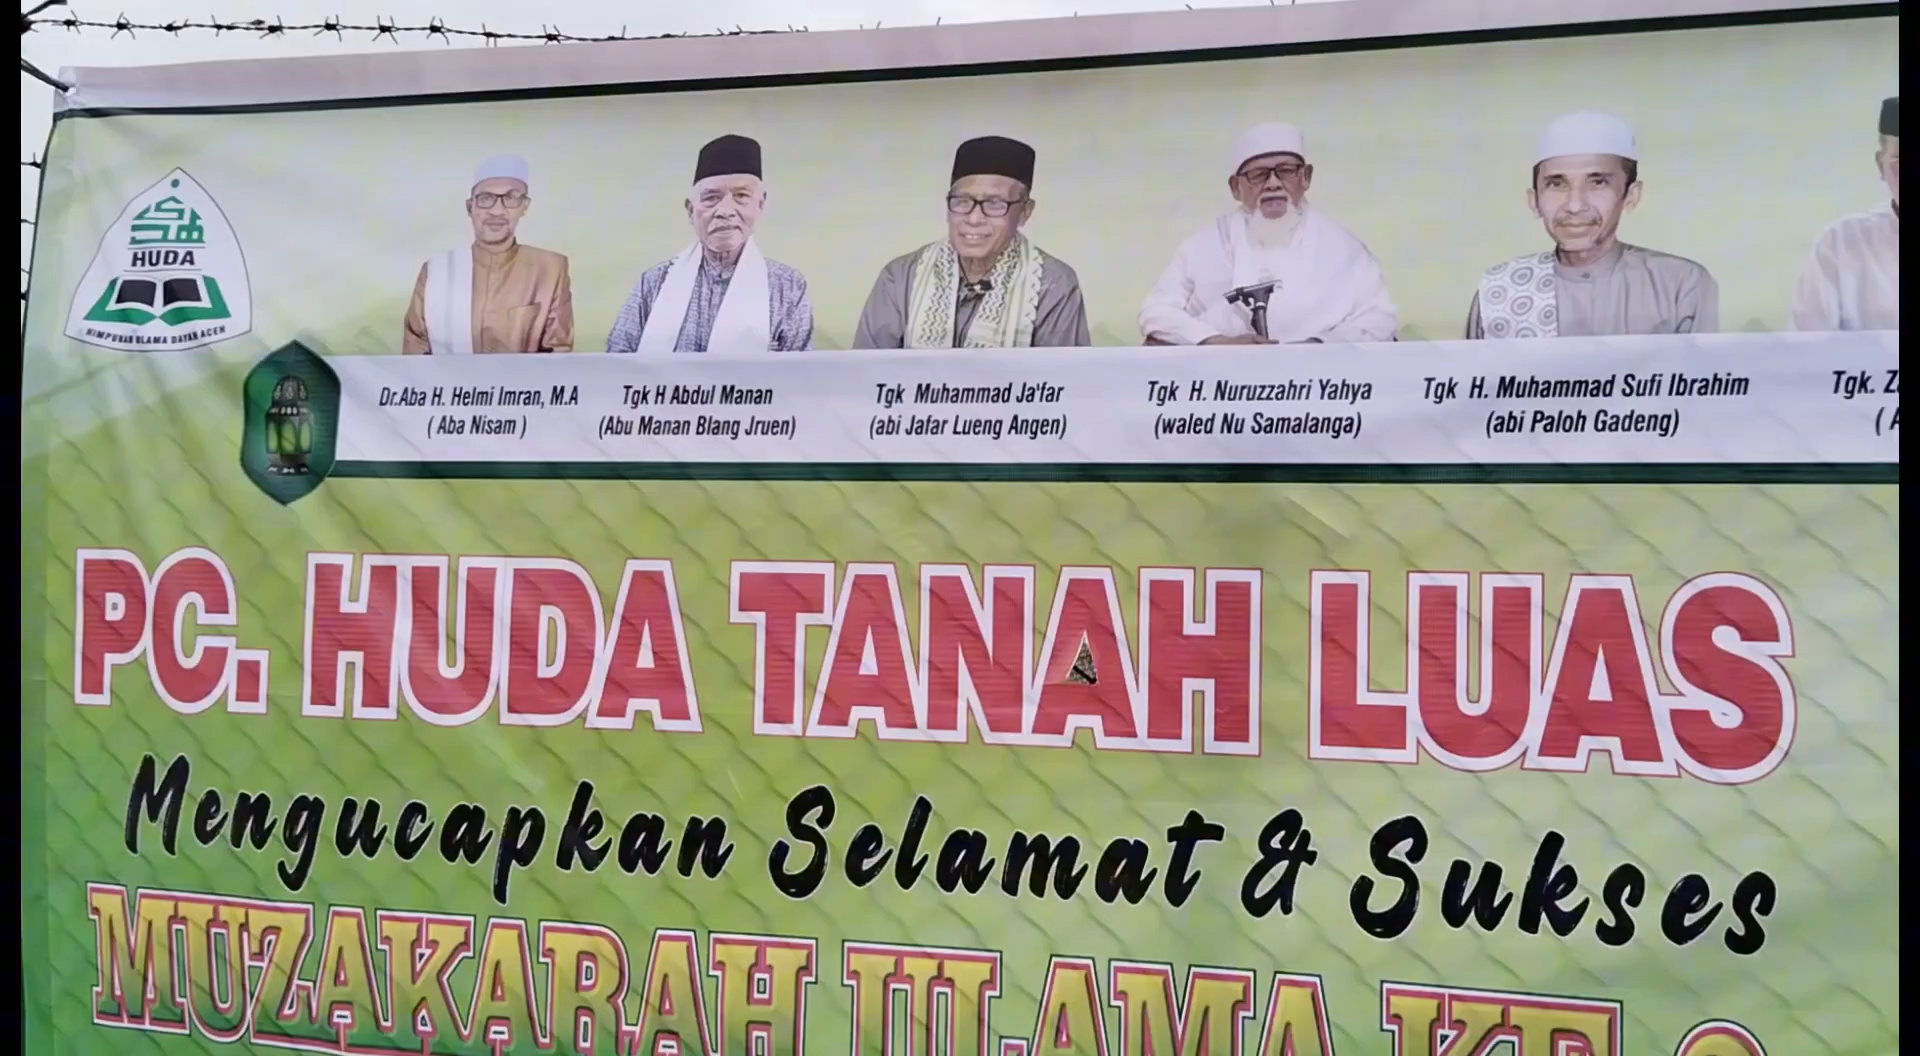 HUDA
HIMPUNAN ULAMA DAYAH ACEH
Dr.Aba H. Helmi Imran, M.A
( Aba Nisam )
Tgk H Abdul Manan
(Abu Manan Blang Jruen)
Tgk Muhammad Ja'far
(abi Jafar Lueng Angen)
Tgk H. Nuruzzahri Yahya
(waled Nu Samalanga)
Tgk H. Muhammad Sufi Ibrahim
(abi Paloh Gadeng)
Tgk.
PC. HUDA TANAH LUAS
Mengucapkan Selamat & Sukses
MUZAKARAH ULAMA KE